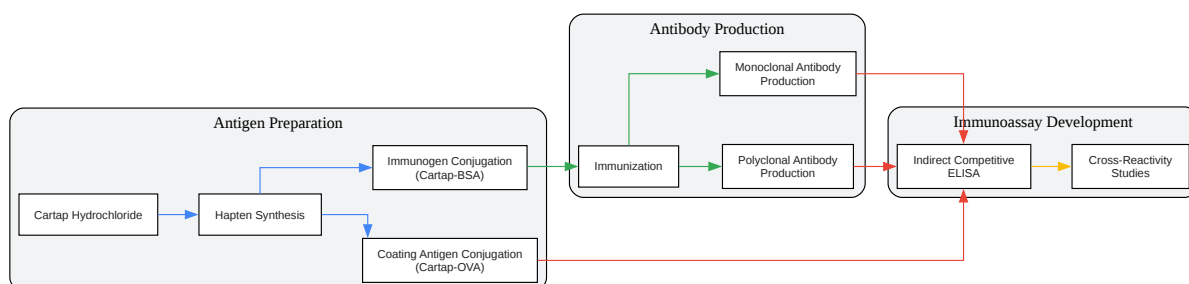 Antibody Production
Monoclonal Antibody
Production
Antigen Preparation
Immunoassay Development
Immunogen Conjugation
(Cartap-BSA)
Immunization
Polyclonal Antibody
Production
Indirect Competitive
ELISA
Cross-Reactivity
Studies
Cartap Hydrochloride
Hapten Synthesis
Coating Antigen Conjugation
(Cartap-OVA)